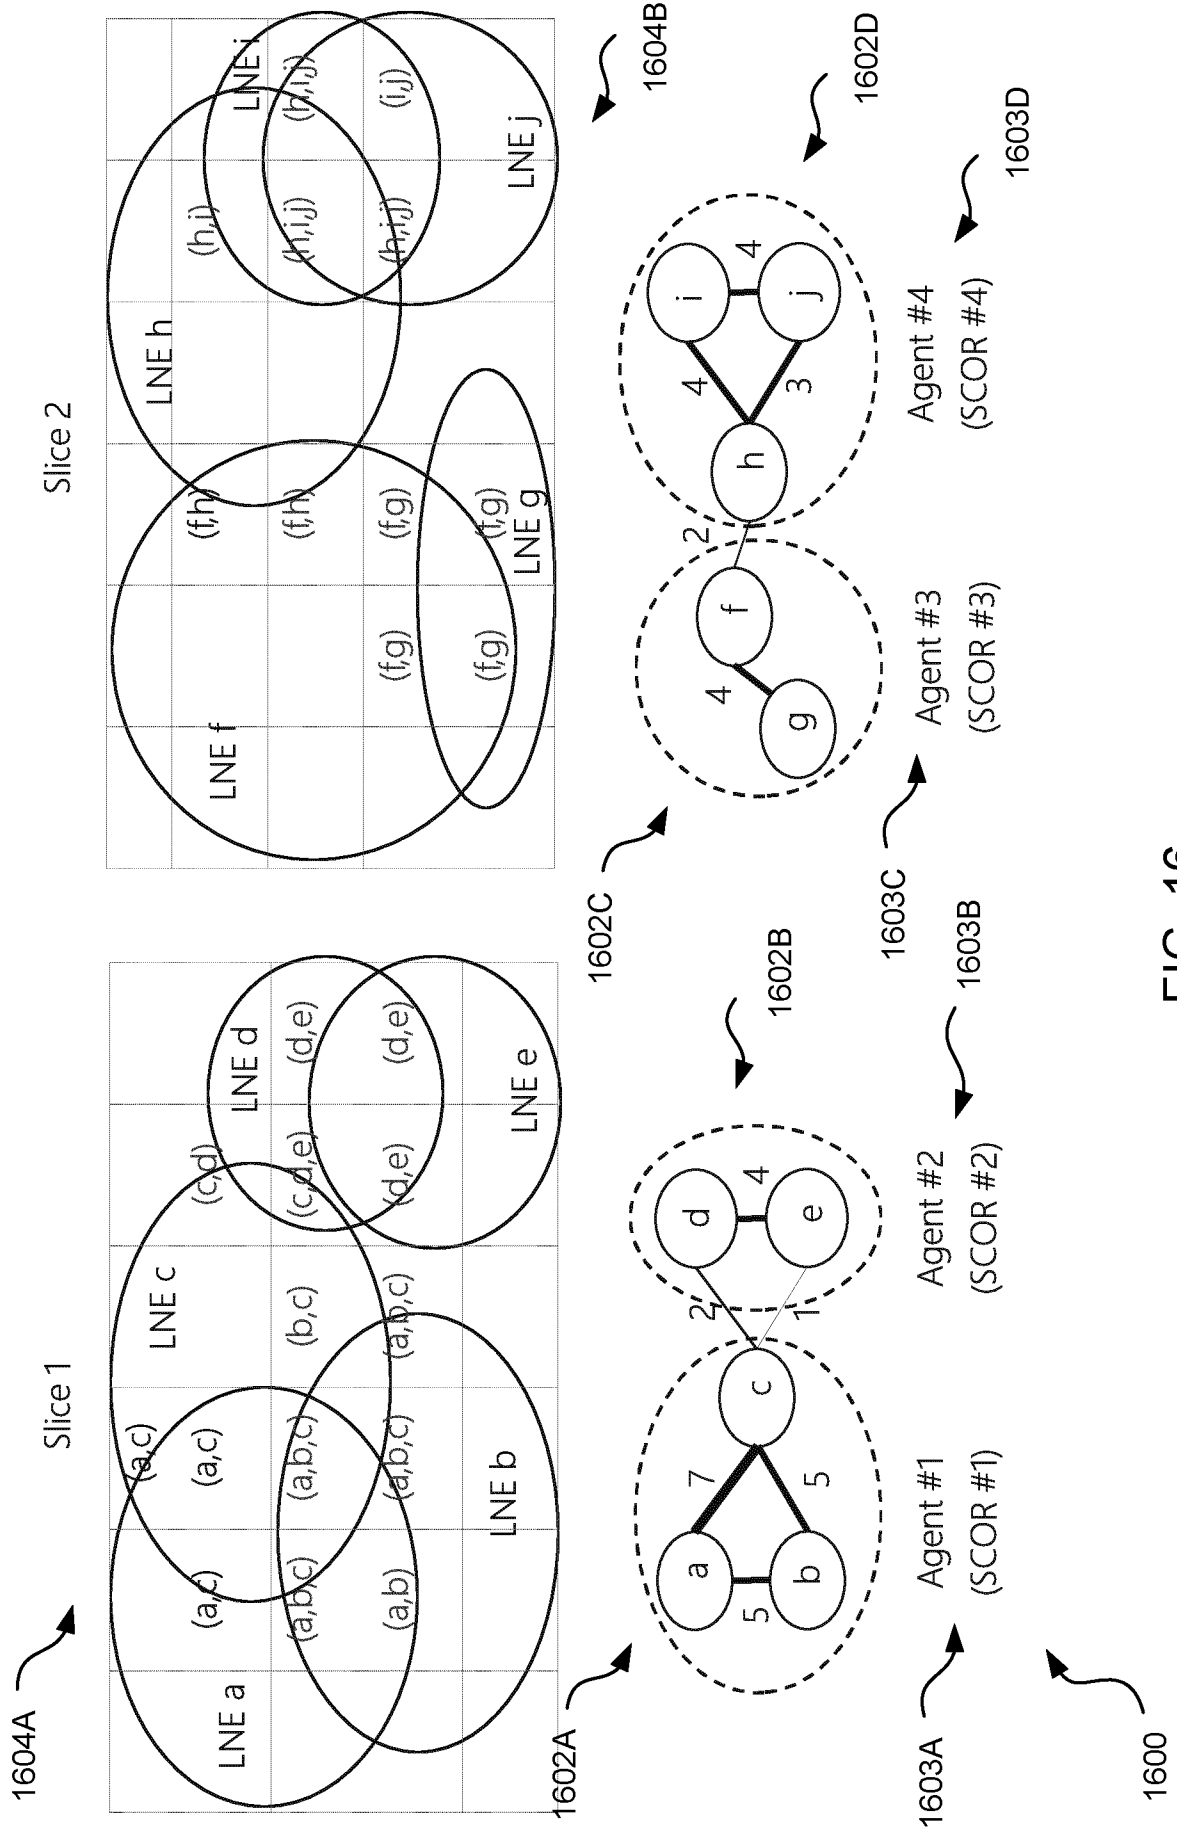 1604A
Slice 1
LNE a
LNE c
LNE d
LNE b
LNE e
(a,c)
(a,c)
(a,c)
(c,d)
(a,b,c)
(a,b,c)
(b,c)
(c,d,e)
(d,e)
(a,b)
(a,b,c)
(a,b,c)
(d,e)
(d,e)
1602A
a
b
c
5
7
5
2
1
d
e
4
1602B
1603A
Agent #1
(SCOR #1)
Agent #2
(SCOR #2)
1603B
1600
Slice 2
LNE f
LNE h
LNE i
LNE g
LNE j
(f,h)
(h,i)
(f,h)
(h,i,j)
(h,i,j)
(f,g)
(f,g)
(h,i,j)
(i,j)
(f,g)
(f,g)
1604B
1602C
g
f
4
2
h
i
j
4
3
4
1602D
1603C
Agent #3
(SCOR #3)
Agent #4
(SCOR #4)
1603D
FIG. 16